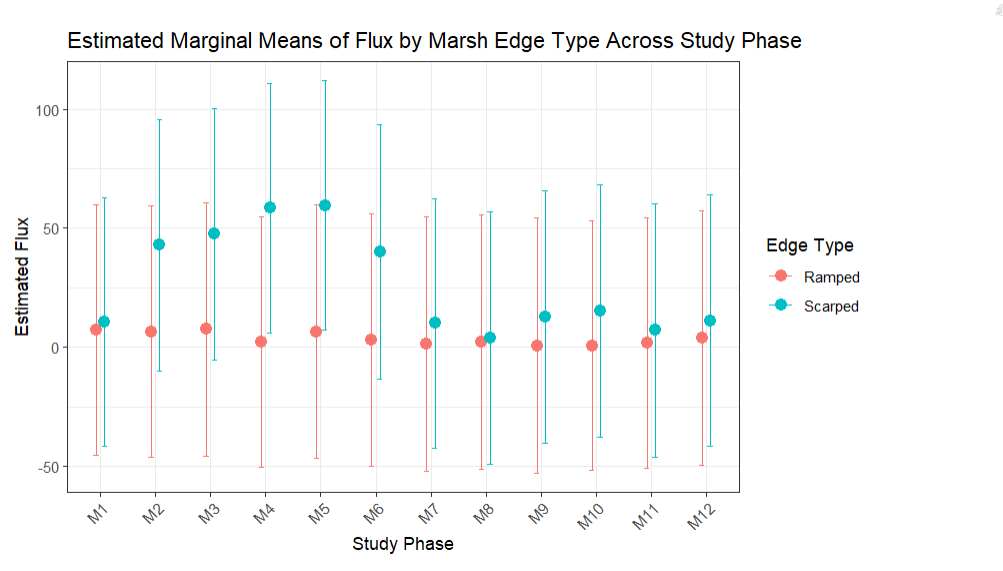 Estimated Marginal Means of Flux by Marsh Edge Type Across Study Phase
Estimated Flux
100
50
0
-50
M1 M2 M3 M4 M5 M6 M7 M8 M9 M10 M11 M12
Study Phase
Edge Type
Ramped
Scarped